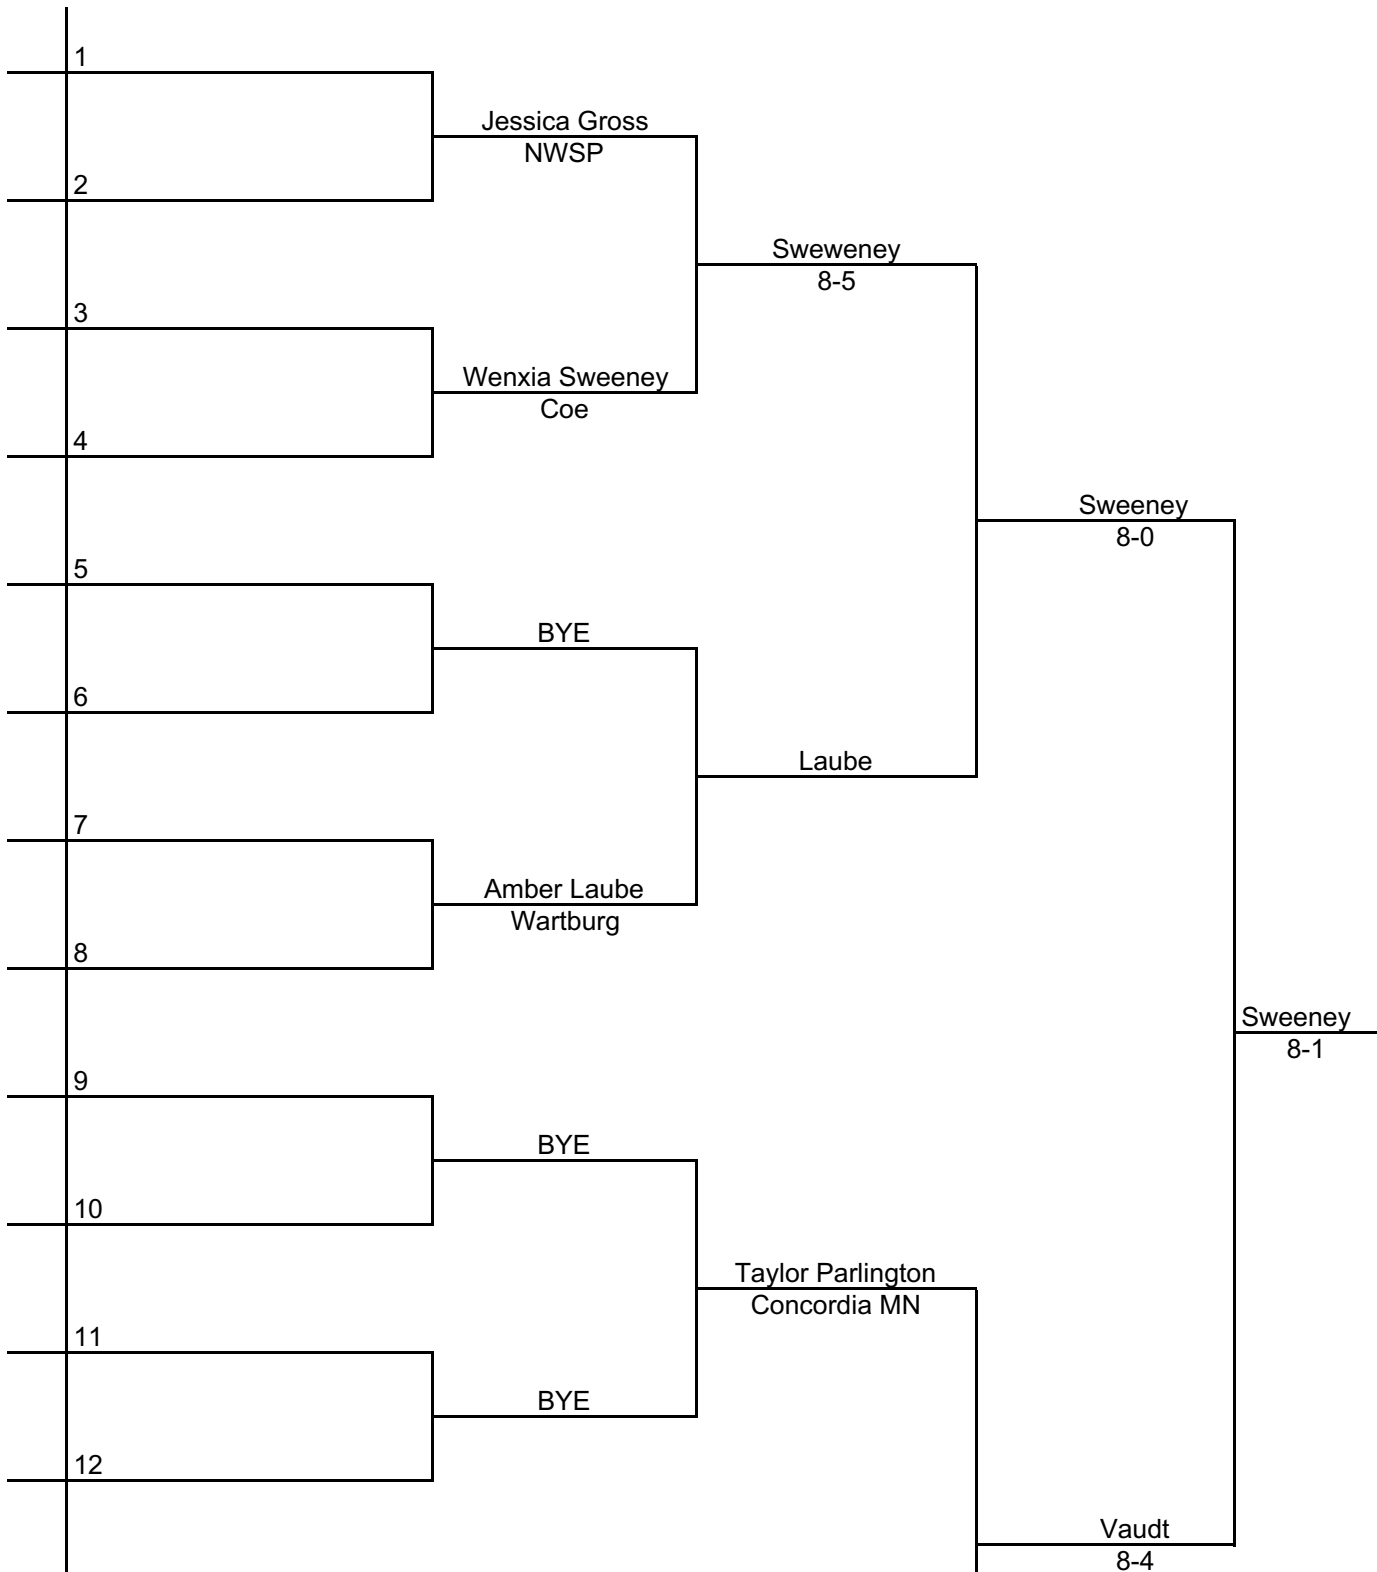 1
Jessica Gross
NWSP
2
Sweweney
8-5
3
Wenxia Sweeney
Coe
4
Sweeney
8-0
5
BYE
6
Laube
7
Amber Laube
Wartburg
8
Sweeney
8-1
9
BYE
10
Taylor Parlington
Concordia MN
11
BYE
12
Vaudt
8-4